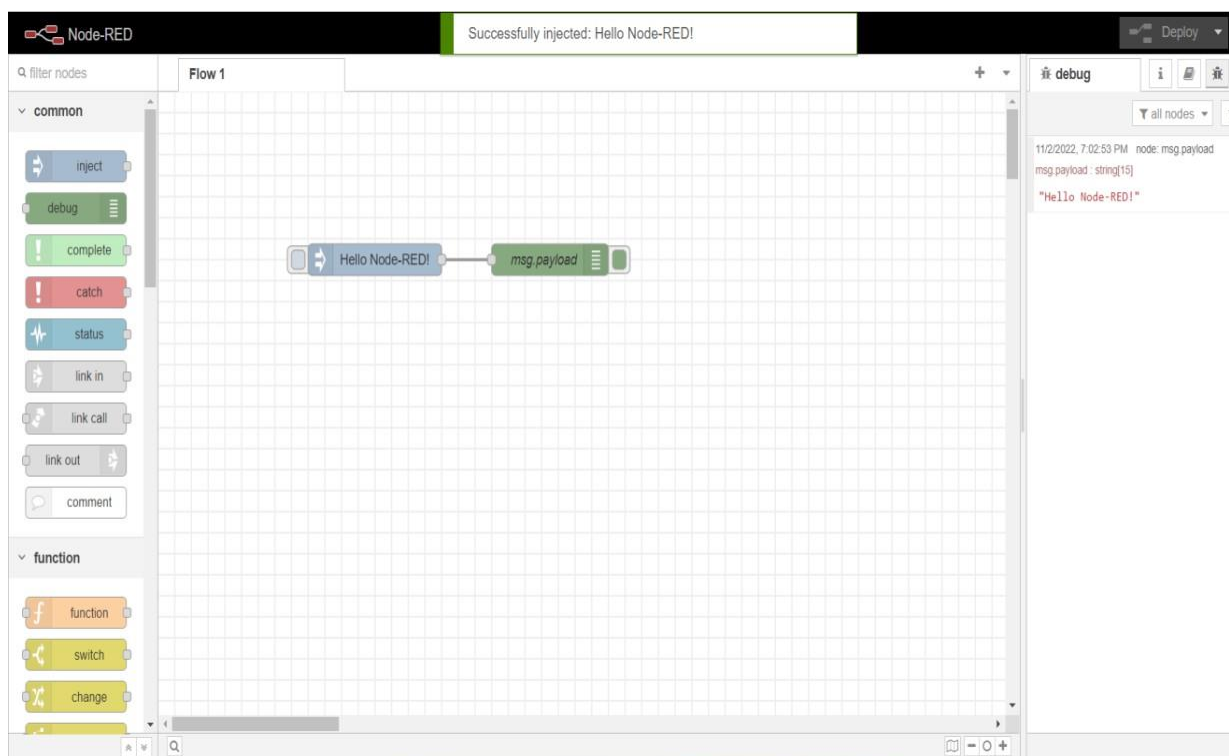 Node-RED
Successfully injected: Hello Node-RED!
Deploy
filter nodes
Flow 1
debug
i
common
all nodes
inject
debug
complete
catch
status
link in
link call
link out
comment
function
function
switch
change
Hello Node-RED!
msg.payload
11/2/2022, 7:02:53 PM node: msg.payload
msg.payload : string[15]
"Hello Node-RED!"